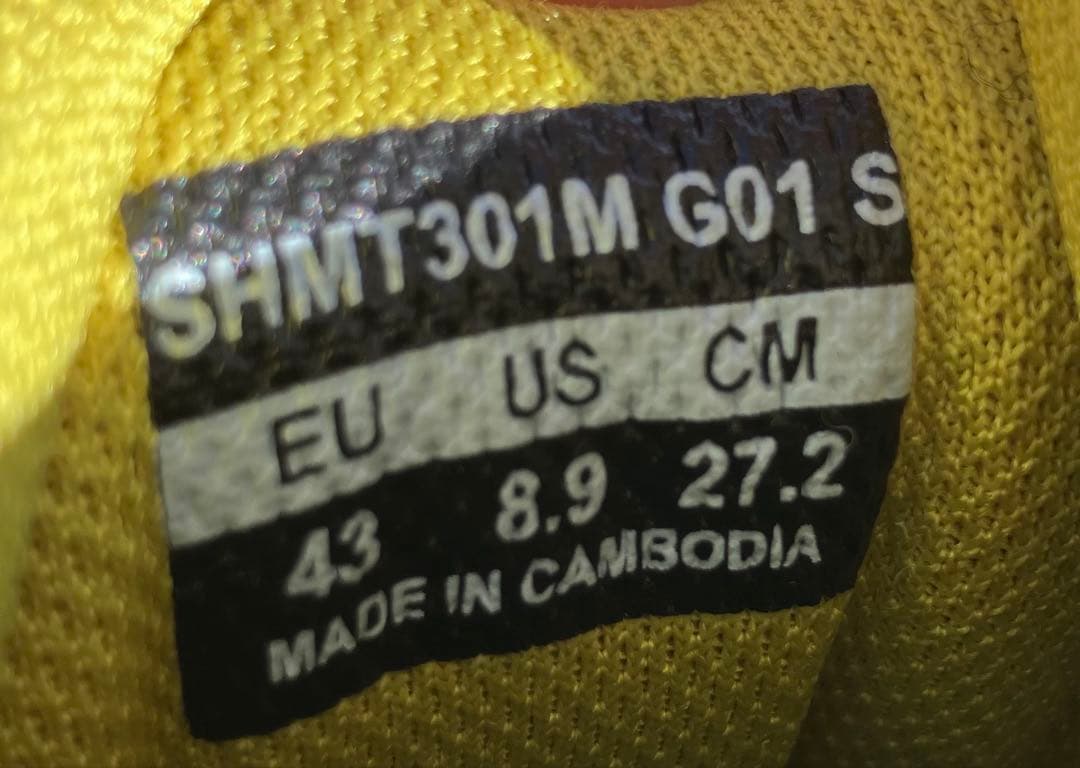 SHMT301M G01 S
EU US CM
43 8.9 27.2
MADE IN CAMBODIA